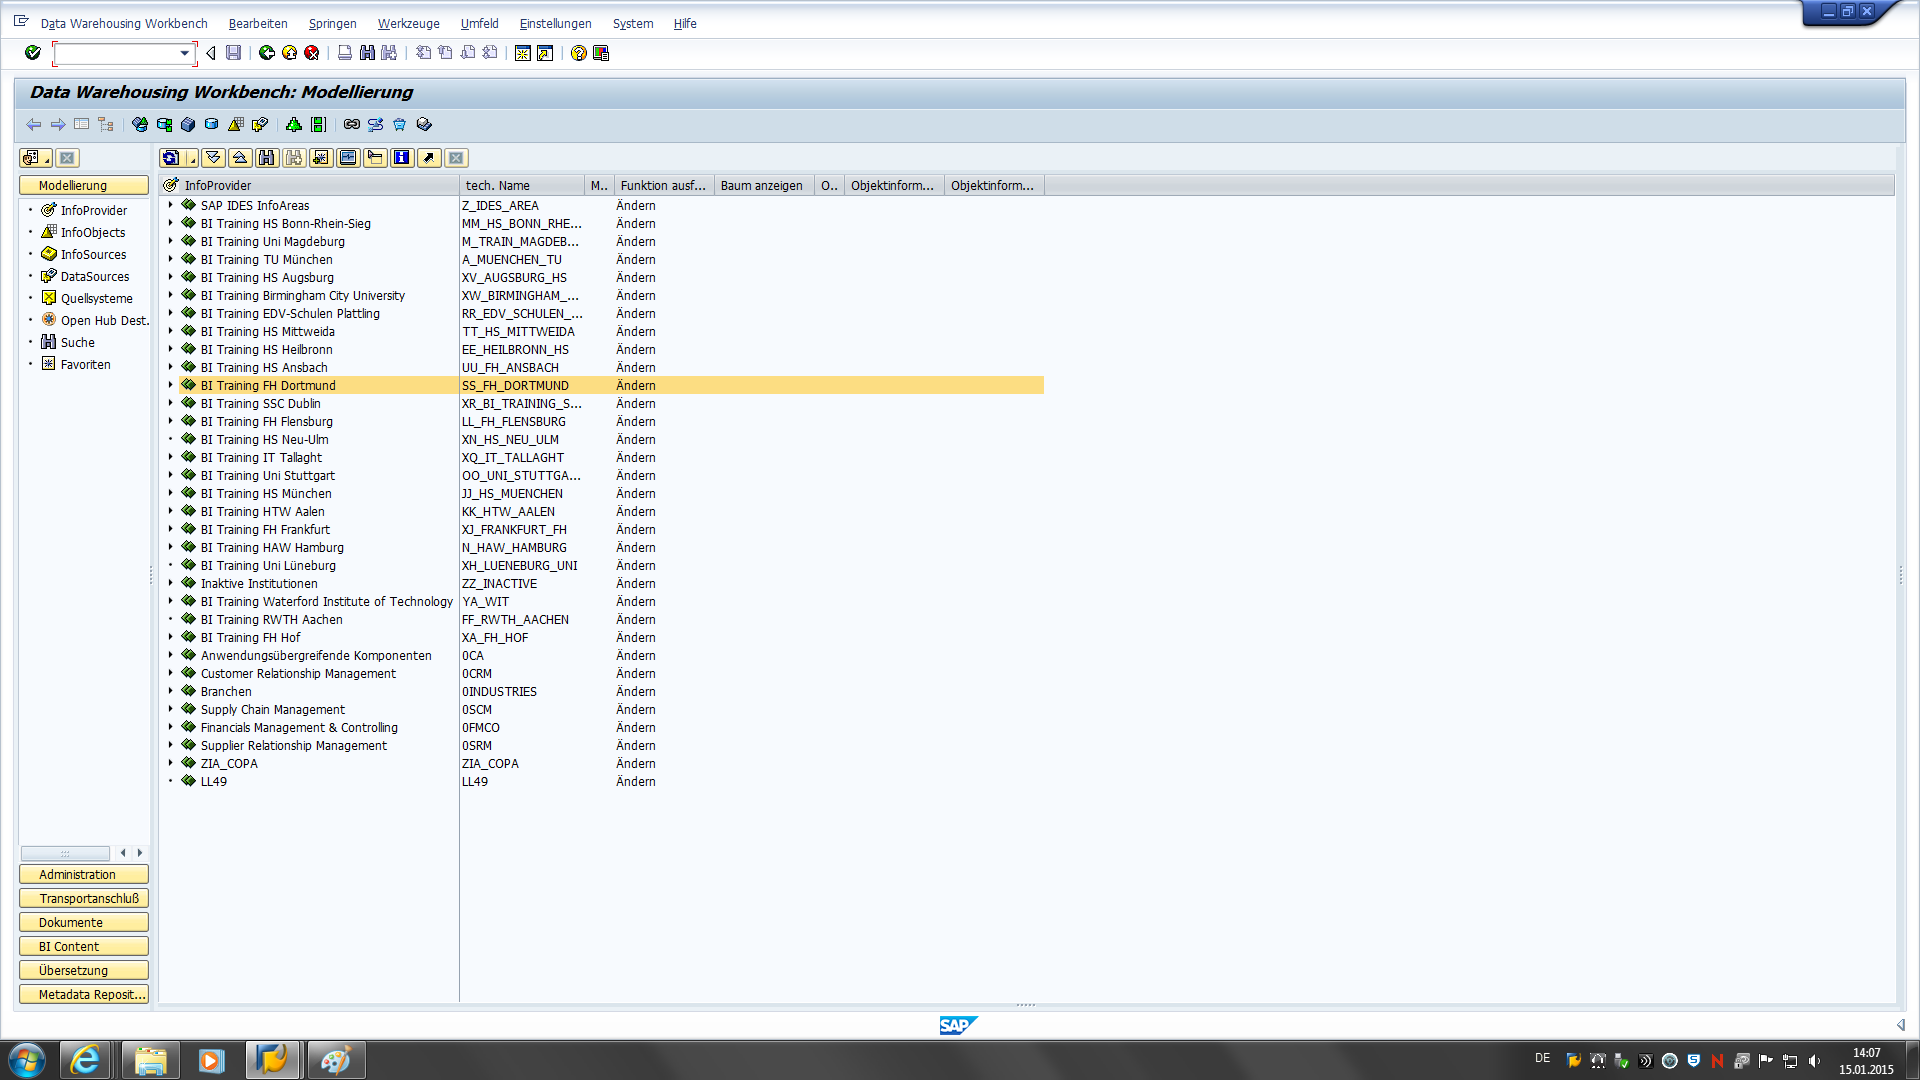 Data Warehousing Workbench Bearbeiten Springen Werkzeuge Umfeld Einstellungen System Hilfe
Data Warehousing Workbench: Modellierung
Modellierung
InfoProvider
InfoObjects
InfoSources
DataSources
Quellsysteme
Open Hub Dest.
Suche
Favoriten
Administration
Transportanschluß
Dokumente
BI Content
Übersetzung
Metadata Reposit...
InfoProvider tech. Name M.. Funktion ausf... Baum anzeigen O.. Objektinform... Objektinform...
SAP IDES InfoAreas Z_IDES_AREA Ändern
BI Training HS Bonn-Rhein-Sieg MM_HS_BONN_RHE... Ändern
BI Training Uni Magdeburg M_TRAIN_MAGDEB... Ändern
BI Training TU München A_MUENCHEN_TU Ändern
BI Training HS Augsburg XV_AUGSBURG_HS Ändern
BI Training Birmingham City University XW_BIRMINGHAM_... Ändern
BI Training EDV-Schulen Plattling RR_EDV_SCHULEN_... Ändern
BI Training HS Mittweida TT_HS_MITTWEIDA Ändern
BI Training HS Heilbronn EE_HEILBRONN_HS Ändern
BI Training HS Ansbach UU_FH_ANSBACH Ändern
BI Training FH Dortmund SS_FH_DORTMUND Ändern
BI Training SSC Dublin XR_BI_TRAINING_S... Ändern
BI Training FH Flensburg LL_FH_FLENSBURG Ändern
BI Training HS Neu-Ulm XN_HS_NEU_ULM Ändern
BI Training IT Tallaght XQ_IT_TALLAGHT Ändern
BI Training Uni Stuttgart OO_UNI_STUTTGA... Ändern
BI Training HS München JJ_HS_MUENCHEN Ändern
BI Training HTW Aalen KK_HTW_AALEN Ändern
BI Training FH Frankfurt XJ_FRANKFURT_FH Ändern
BI Training HAW Hamburg N_HAW_HAMBURG Ändern
BI Training Uni Lüneburg XH_LUENEBURG_UNI Ändern
Inaktive Institutionen ZZ_INACTIVE Ändern
BI Training Waterford Institute of Technology YA_WIT Ändern
BI Training RWTH Aachen FF_RWTH_AACHEN Ändern
BI Training FH Hof XA_FH_HOF Ändern
Anwendungsübergreifende Komponenten 0CA Ändern
Customer Relationship Management 0CRM Ändern
Branchen 0INDUSTRIES Ändern
Supply Chain Management 0SCM Ändern
Financials Management & Controlling 0FMCO Ändern
Supplier Relationship Management 0SRM Ändern
ZIA_COPA ZIA_COPA Ändern
LL49 LL49 Ändern
SAP
DE
14:07
15.01.2015